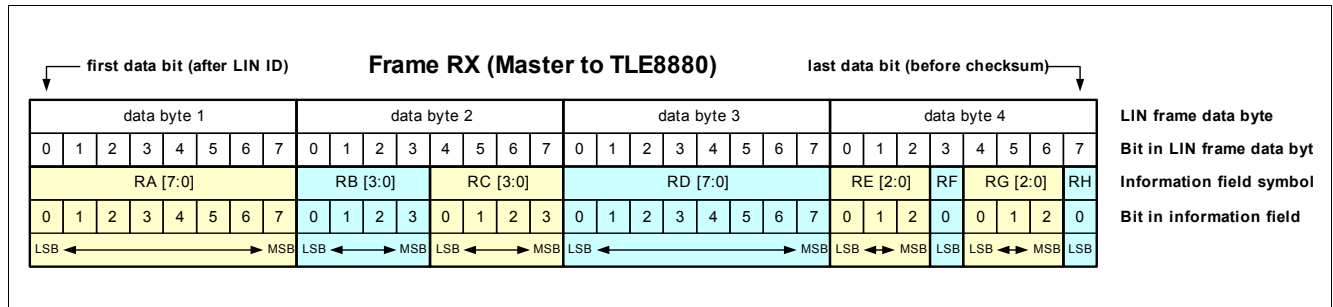 first data bit (after LIN ID) Frame RX (Master to TLE8880) last data bit (before checksum)
data byte 1 data byte 2 data byte 3 data byte 4 LIN frame data byte
0 1 2 3 4 5 6 7 0 1 2 3 4 5 6 7 0 1 2 3 4 5 6 7 0 1 2 3 4 5 6 7 Bit in LIN frame data byt
RA [7:0] RB [3:0] RC [3:0] RD [7:0] RE [2:0] RF RG [2:0] RH Information field symbol
0 1 2 3 4 5 6 7 0 1 2 3 0 1 2 3 0 1 2 3 4 5 6 7 0 1 2 0 0 1 2 0 Bit in information field
LSB MSB LSB MSB LSB MSB LSB MSB LSB MSB LSB LSB MSB LSB